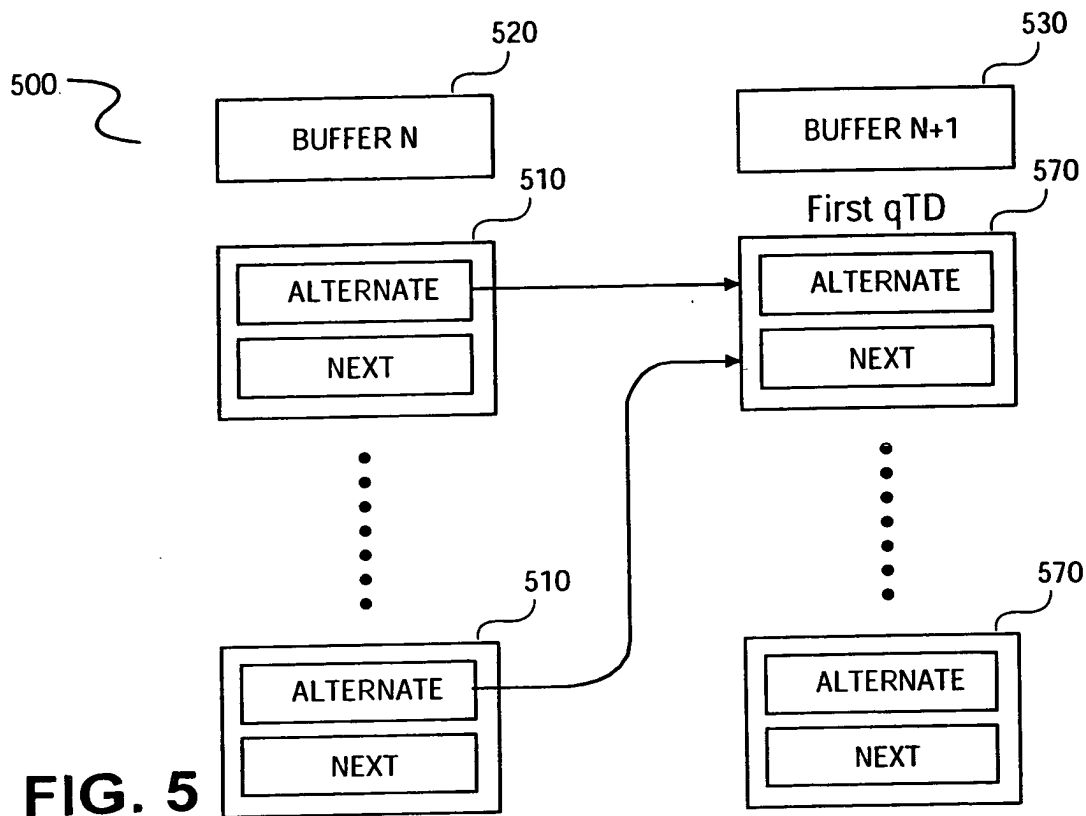 500
520
BUFFER N
530
BUFFER N+1
510
ALTERNATE
NEXT
570
First qTD
ALTERNATE
NEXT
510
ALTERNATE
NEXT
570
ALTERNATE
NEXT
FIG. 5